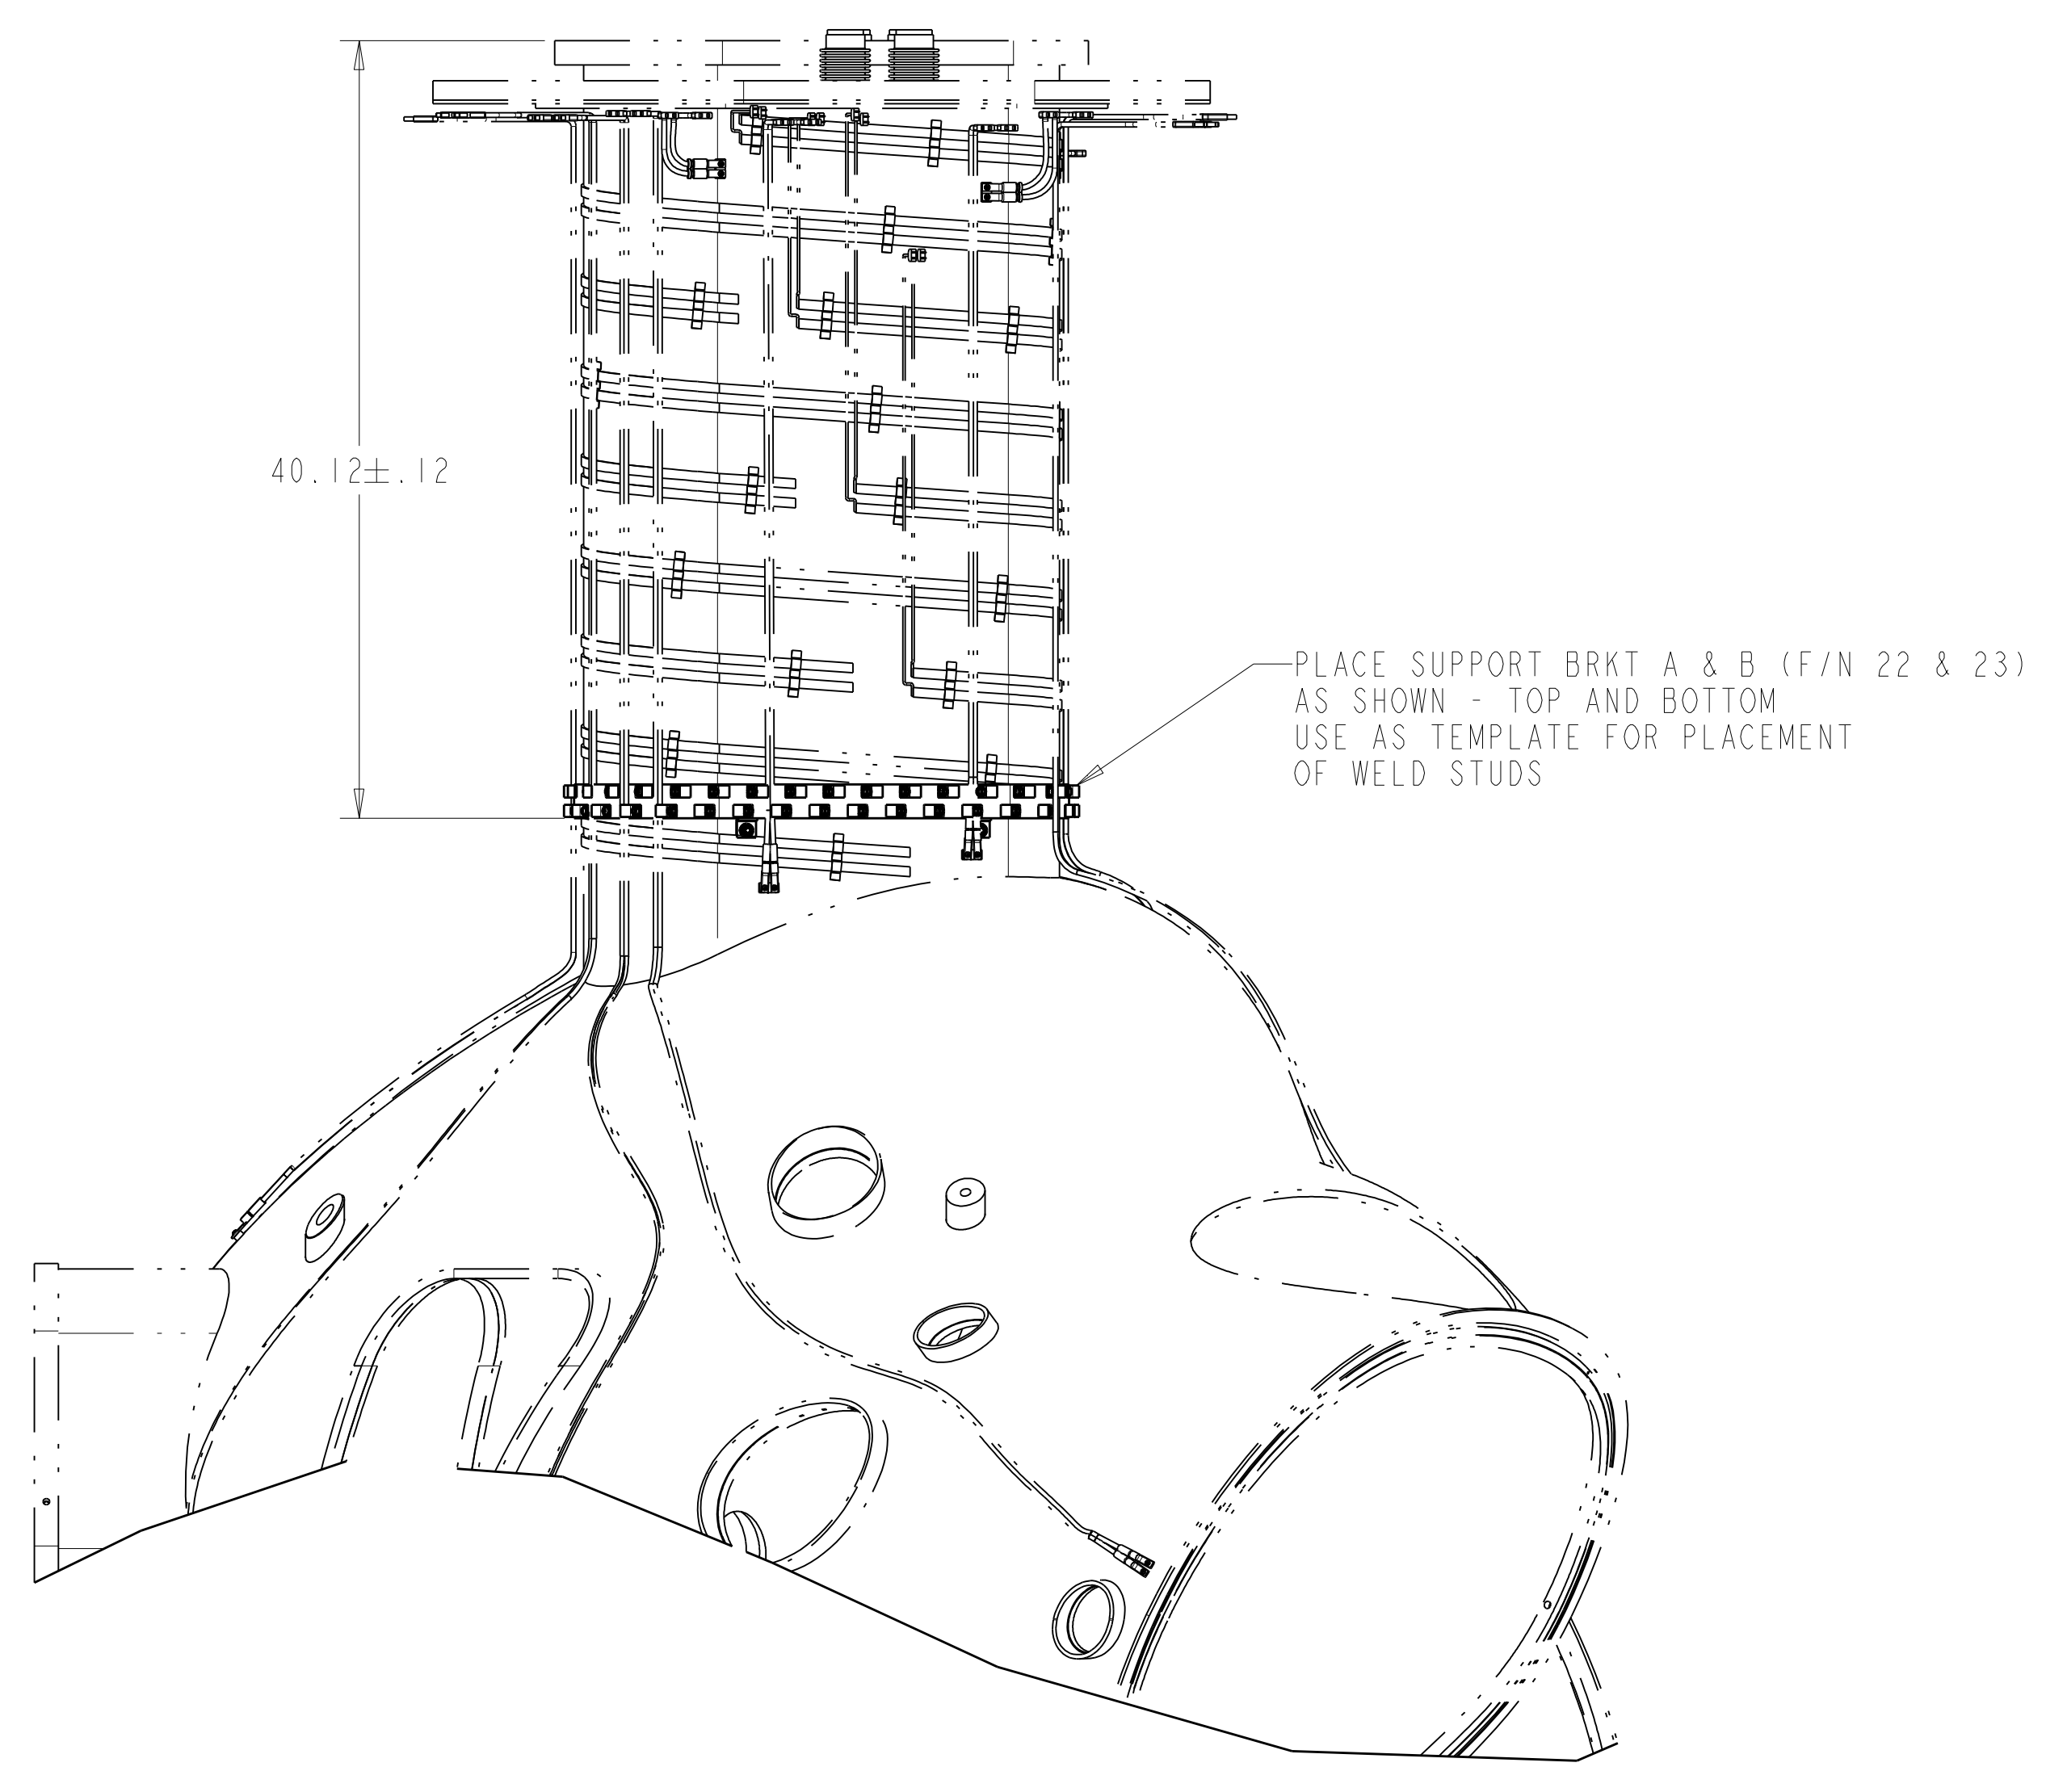 40.12±.12
PLACE SUPPORT BRKT A & B (F/N 22 & 23)
AS SHOWN - TOP AND BOTTOM
USE AS TEMPLATE FOR PLACEMENT
OF WELD STUDS